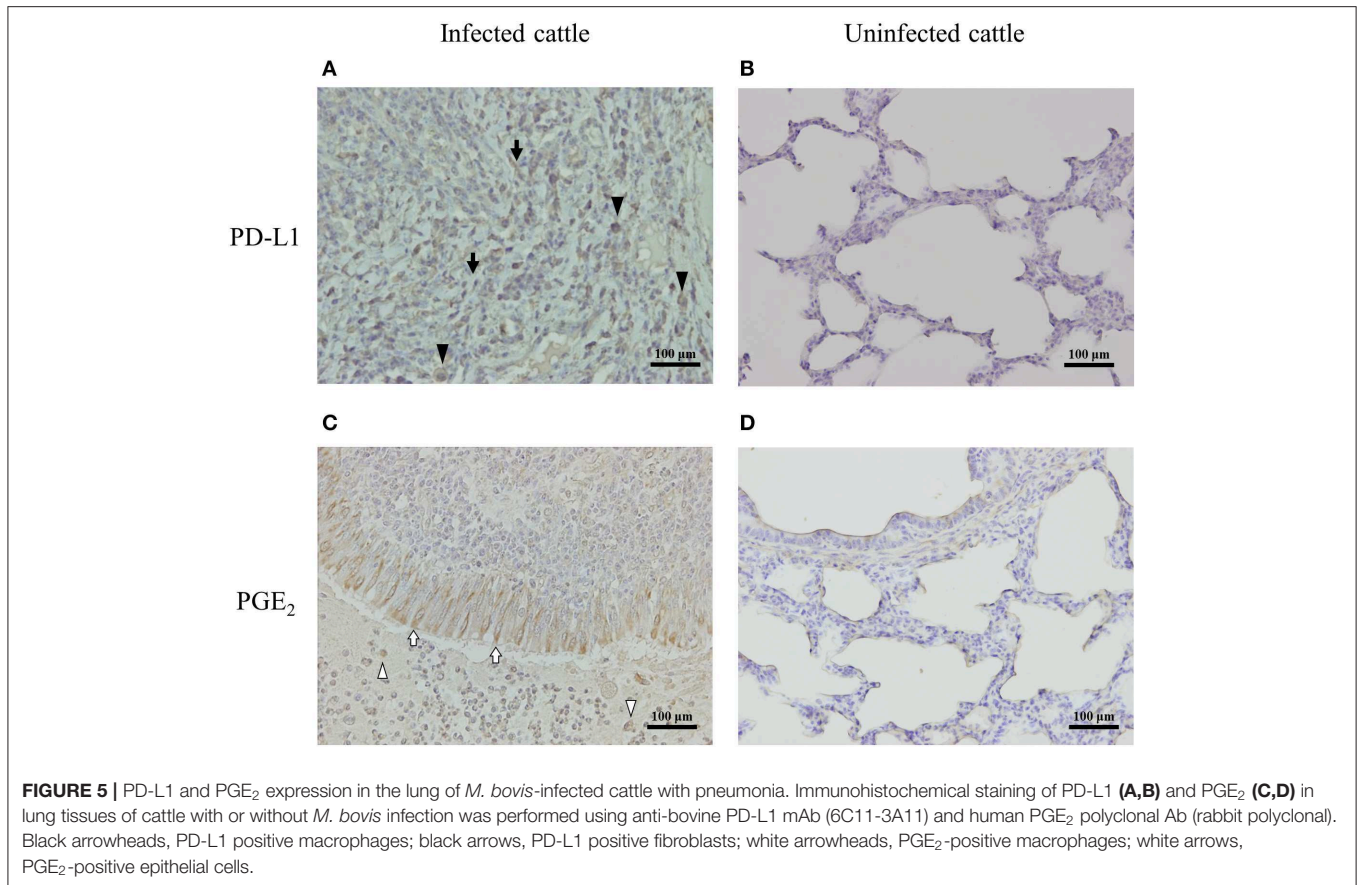 Infected cattle
Uninfected cattle
A
B
PD-L1
100 µm
100 µm
C
D
PGE₂
100 µm
100 µm
FIGURE 5 | PD-L1 and PGE₂ expression in the lung of M. bovis-infected cattle with pneumonia. Immunohistochemical staining of PD-L1 (A,B) and PGE₂ (C,D) in
lung tissues of cattle with or without M. bovis infection was performed using anti-bovine PD-L1 mAb (6C11-3A11) and human PGE₂ polyclonal Ab (rabbit polyclonal).
Black arrowheads, PD-L1 positive macrophages; black arrows, PD-L1 positive fibroblasts; white arrowheads, PGE₂-positive macrophages; white arrows,
PGE₂-positive epithelial cells.